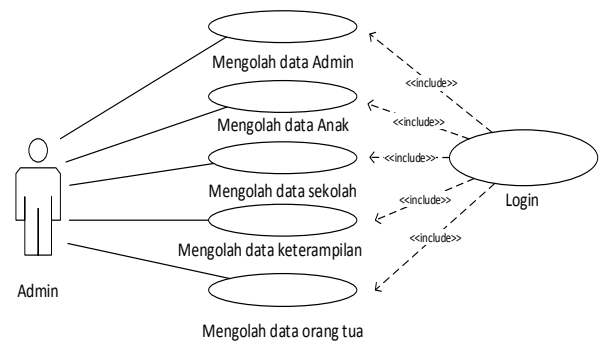 Mengolah data Admin
<<include>>
Mengolah data Anak
<<include>>
<<include>>
Mengolah data sekolah
Login
<<include>>
Mengolah data keterampilan
<<include>>
Admin
Mengolah data orang tua